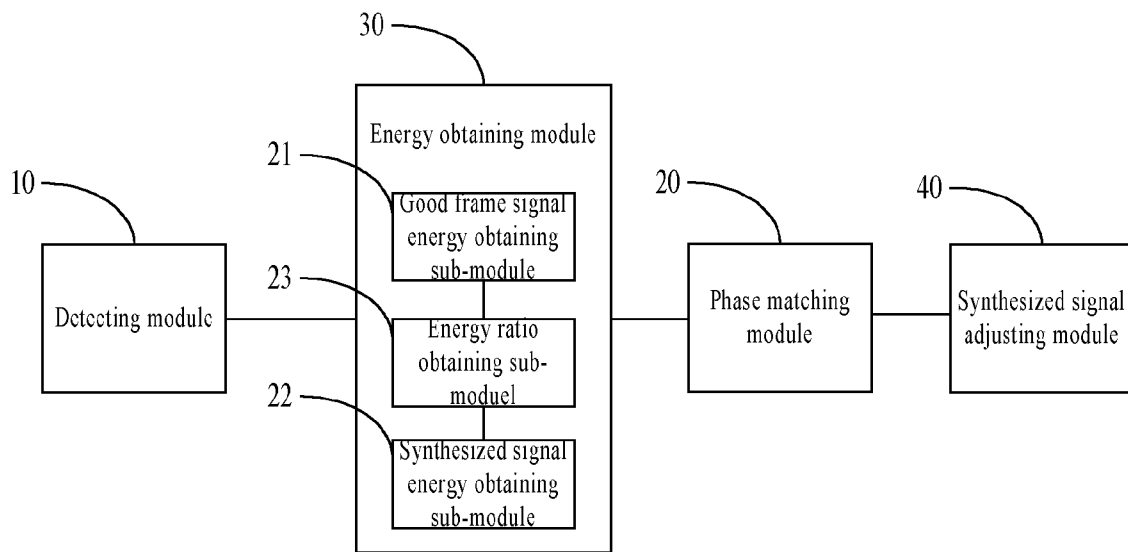 30
Energy obtaining module
21
Good frame signal
energy obtaining
sub-module
23
Energy ratio
obtaining sub-
moduel
22
Synthesized signal
energy obtaining
sub-module
10
Detecting module
20
Phase matching
module
40
Synthesized signal
adjusting module